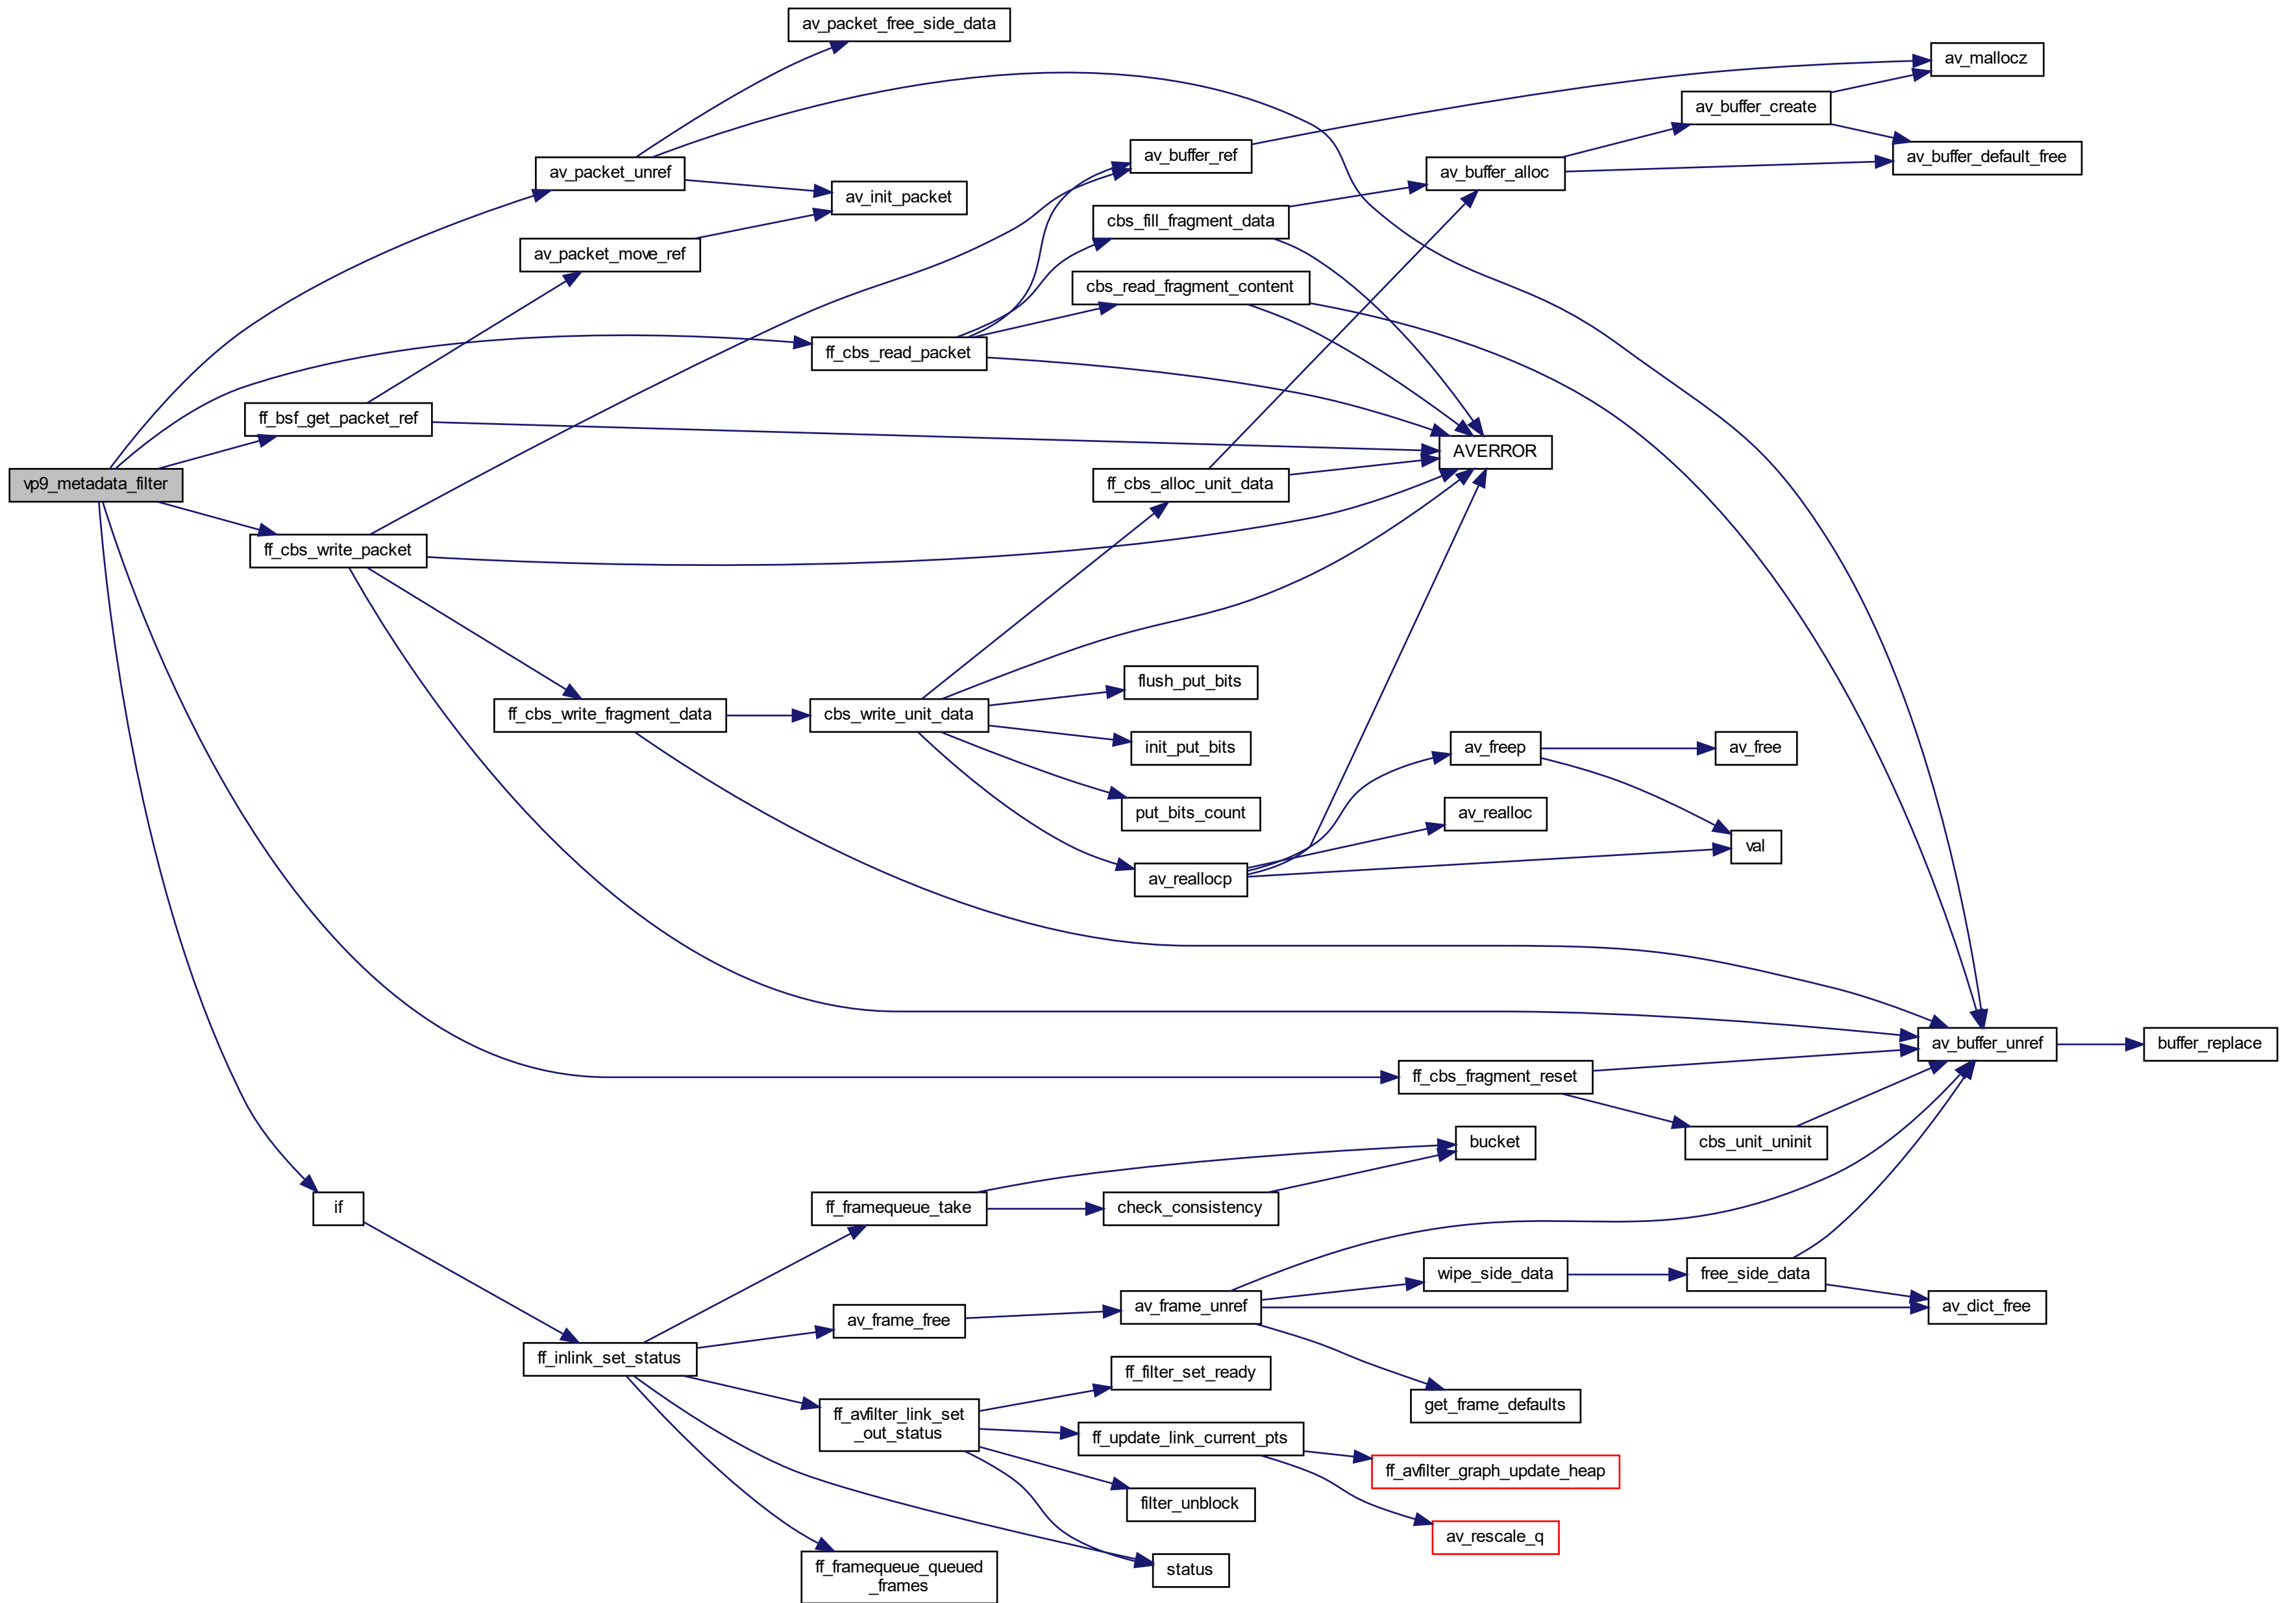 av_packet_free_side_data
av_mallocz
av_buffer_create
av_buffer_ref
av_buffer_default_free
av_packet_unref
av_buffer_alloc
av_init_packet
cbs_fill_fragment_data
av_packet_move_ref
cbs_read_fragment_content
ff_cbs_read_packet
ff_bsf_get_packet_ref
AVERROR
vp9_metadata_filter
ff_cbs_alloc_unit_data
ff_cbs_write_packet
flush_put_bits
ff_cbs_write_fragment_data
cbs_write_unit_data
init_put_bits
av_freep
av_free
put_bits_count
av_realloc
val
av_reallocp
av_buffer_unref
buffer_replace
ff_cbs_fragment_reset
bucket
cbs_unit_uninit
if
ff_framequeue_take
check_consistency
wipe_side_data
free_side_data
av_frame_free
av_frame_unref
av_dict_free
ff_inlink_set_status
ff_filter_set_ready
get_frame_defaults
ff_avfilter_link_set
_out_status
ff_update_link_current_pts
ff_avfilter_graph_update_heap
filter_unblock
av_rescale_q
ff_framequeue_queued
_frames
status